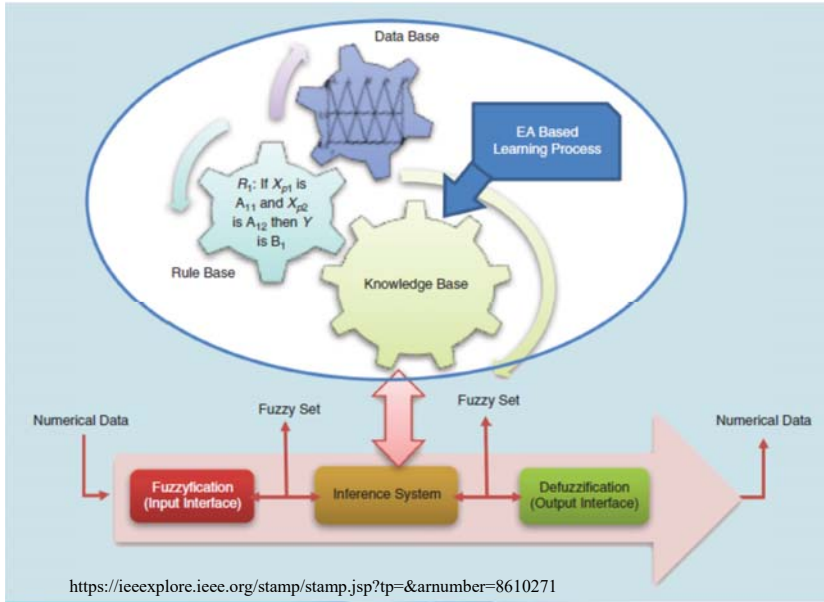 Data Base
EA Based
Learning Process
R1: If Xp1 is
A11 and Xp2
is A12 then Y
is B1
Rule Base
Knowledge Base
Numerical Data
Fuzzy Set
Fuzzy Set
Numerical Data
Fuzzyfication
(Input Interface)
Inference System
Defuzzification
(Output Interface)
https://ieeexplore.ieee.org/stamp/stamp.jsp?tp=&arnumber=8610271